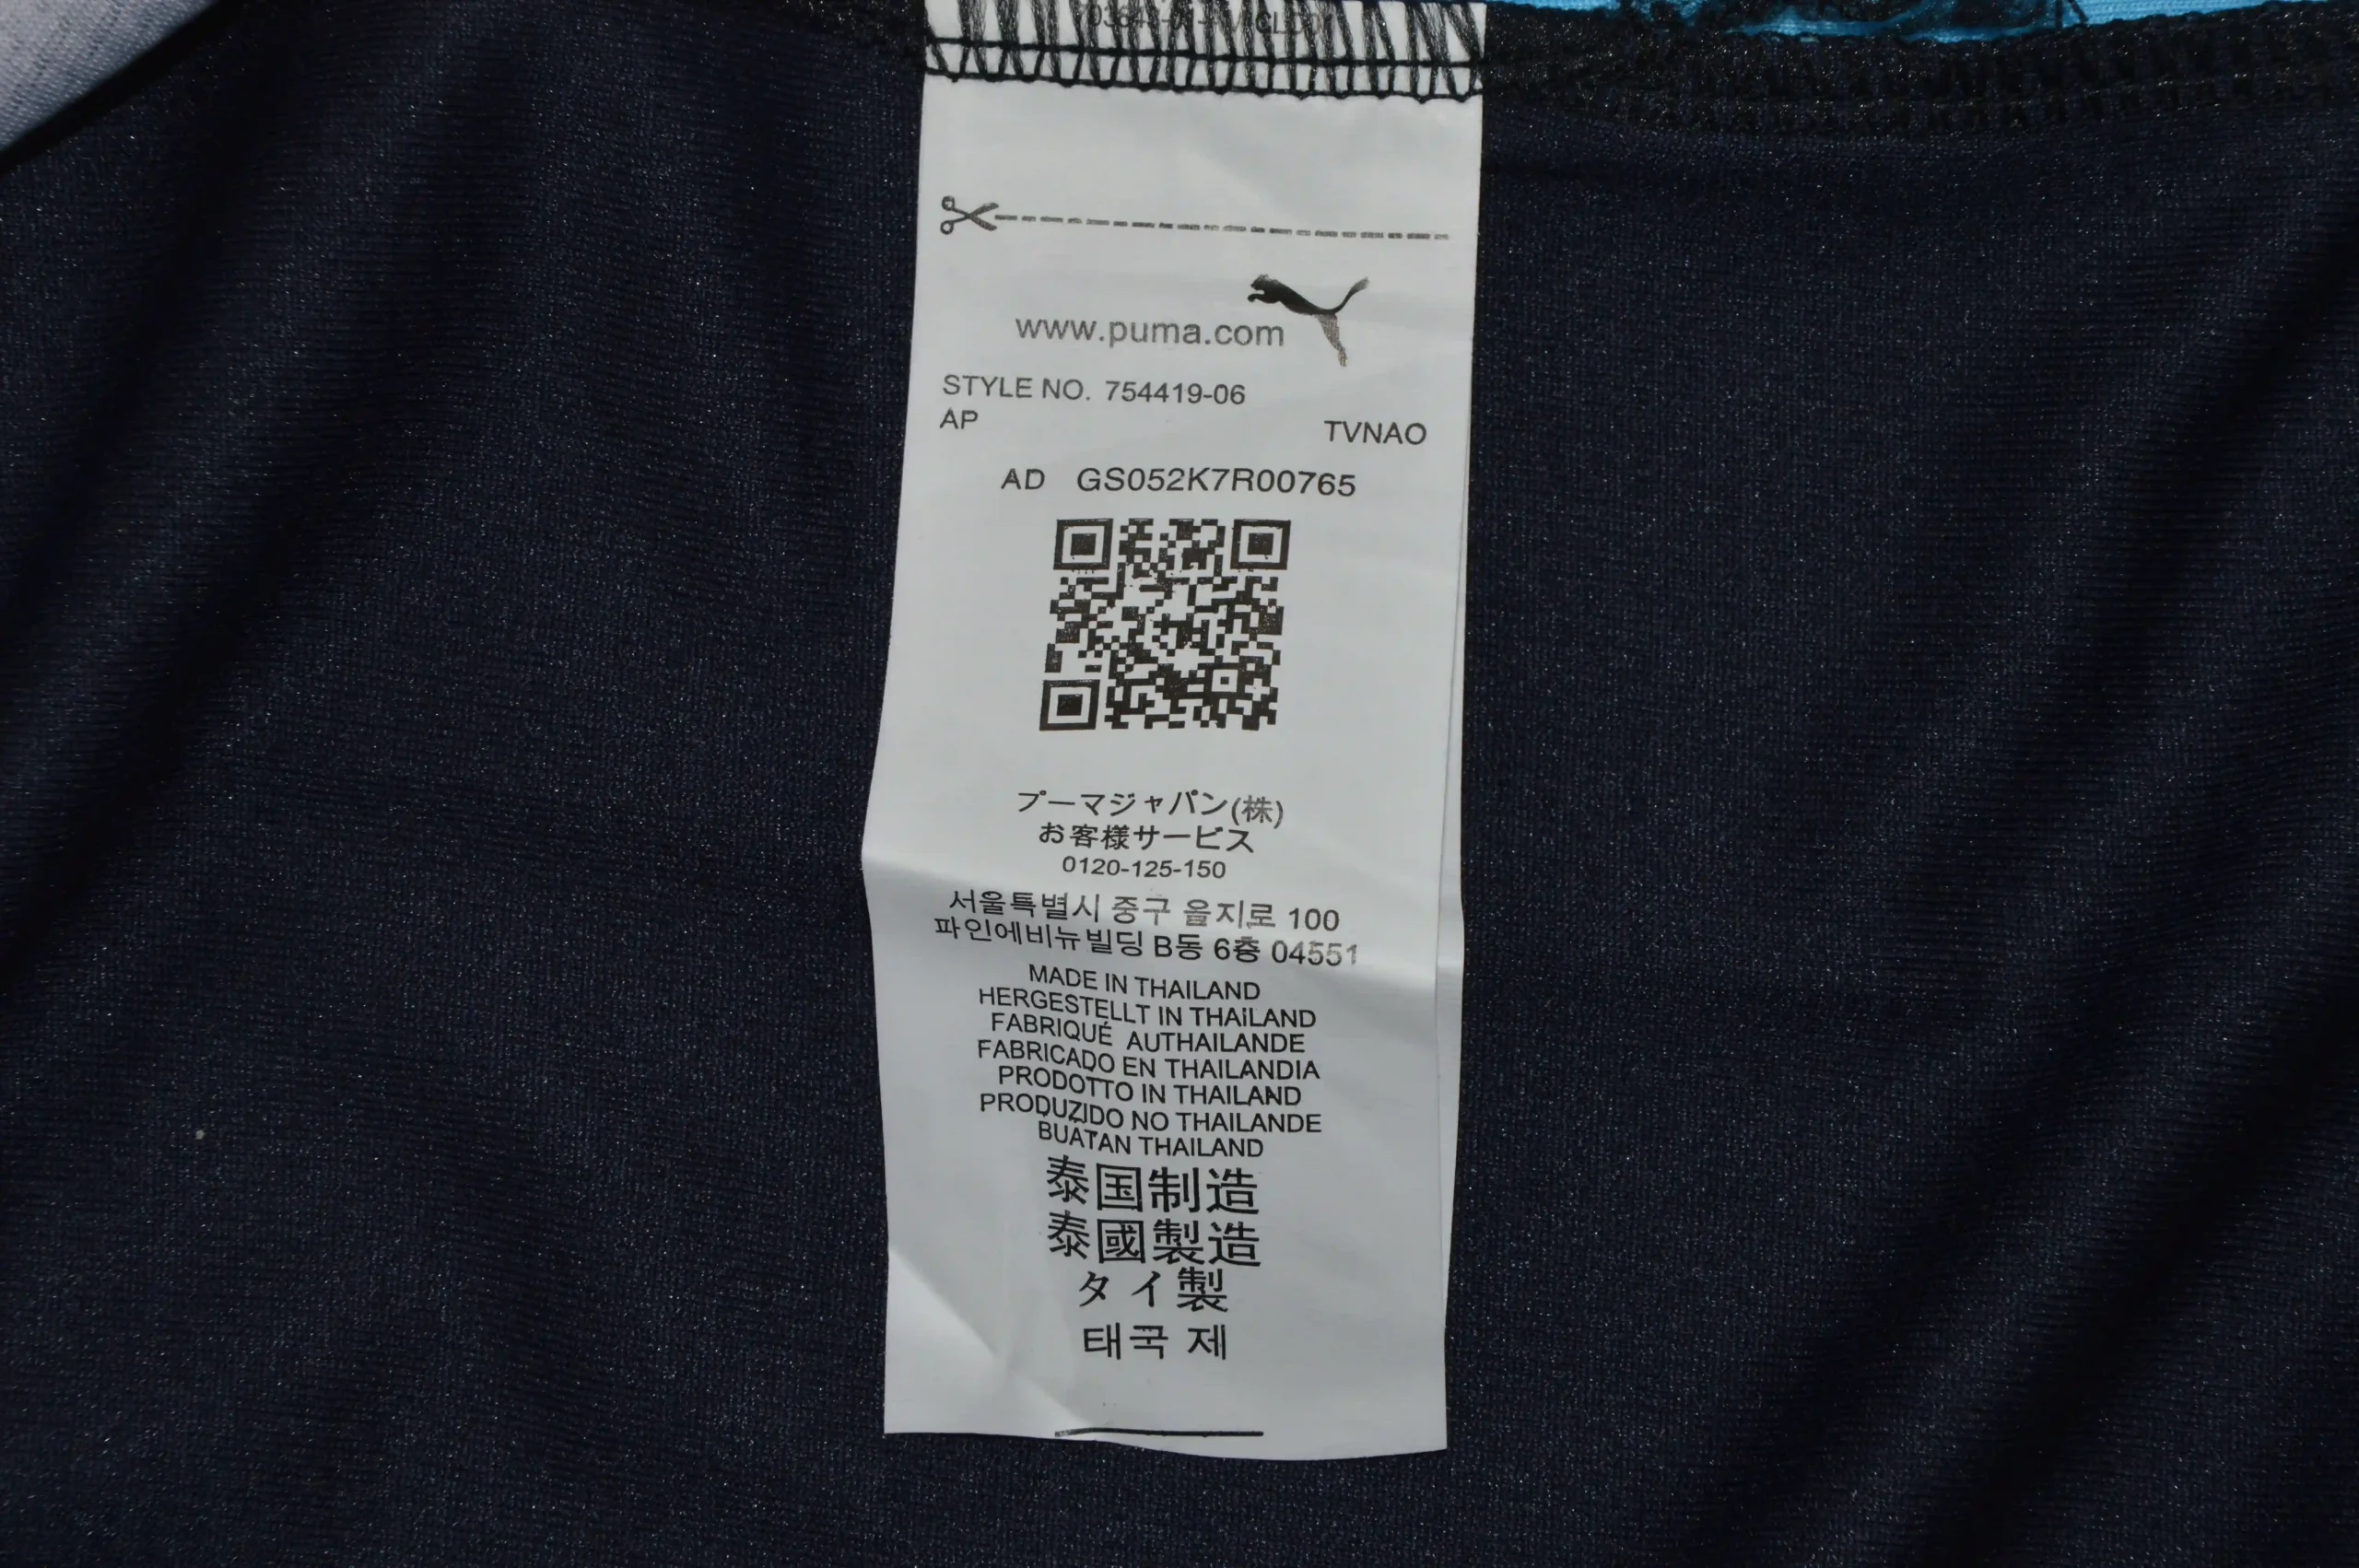 www.puma.com
STYLE NO. 754419-06
AP TVNAO
AD GS052K7R00765
プーマジャパン(株)
お客様サービス
0120-125-150
서울특별시 중구 을지로 100
파인에비뉴빌딩 B동 6층 04551
MADE IN THAILAND
HERGESTELLT IN THAILAND
FABRIQUÉ AUTHAILANDE
FABRICADO EN THAILANDIA
PRODOTTO IN THAILAND
PRODUZIDO NO THAILANDE
BUATAN THAILAND
泰国制造
泰國製造
タイ製
태국 제